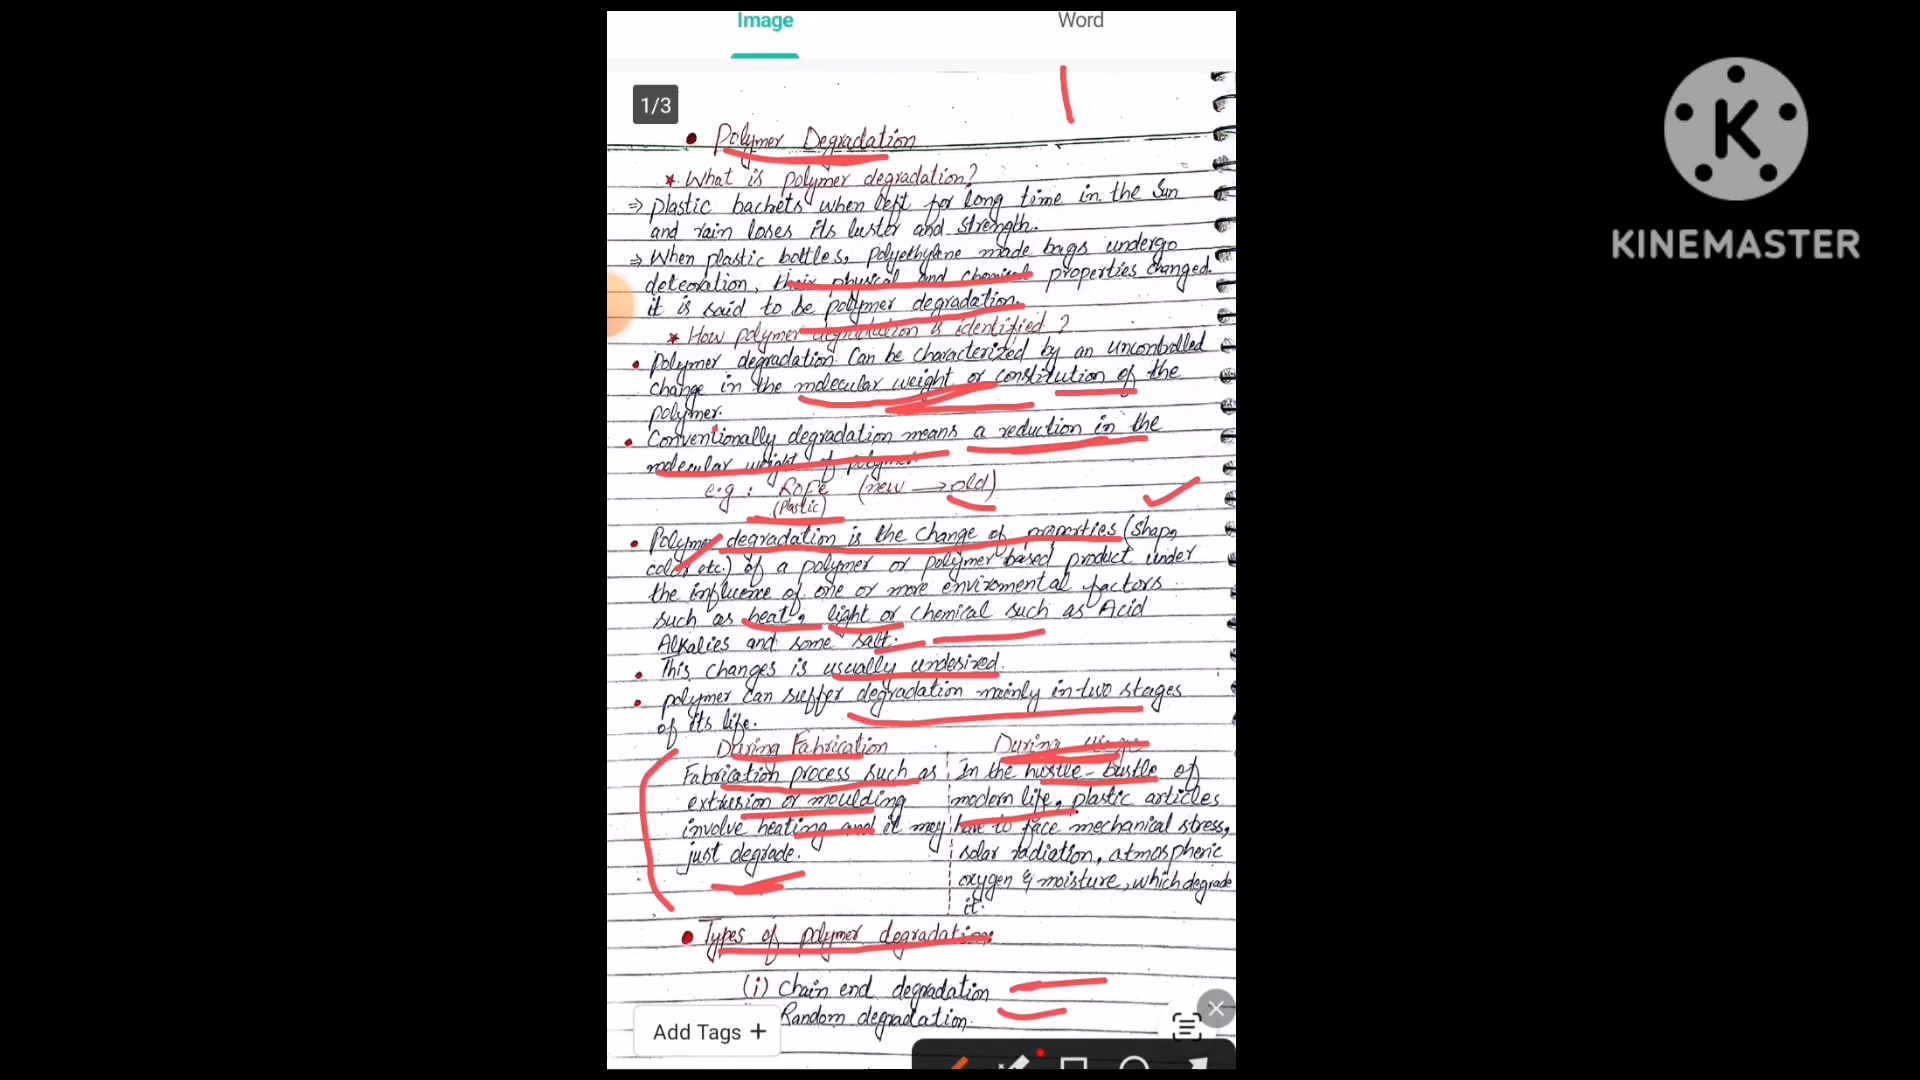 Image Word
1/3
KINEMASTER
Polymer Degradation
* What is polymer degradation?
⇒ plastic buckets when left for long time in the Sun
and rain loses its luster and strength.
⇒ When plastic bottles, polyethylene made bags undergo
deteoration, their physical and chemical properties changed.
it is said to be polymer degradation.
* How polymer degradation is identified ?
• Polymer degradation Can be characterized by an uncontrolled
change in the molecular weight or constitution of the
polymer.
• Conventionally degradation means a reduction in the
molecular weight of polymer
e.g : Rope (new → old)
(Plastic)
• Polymer degradation is the change of properties (shape,
color etc.) of a polymer or polymer based product under
the influence of one or more enviromental factors
such as heat, light or chemical such as Acid
Alkalies and some salt.
• This changes is usually undesired.
• polymer can suffer degradation mainly in two stages
of its life.
During Fabrication
Fabrication process such as
extrusion or moulding
involve heating and it may
just degrade.
During usage
In the hustle-bustle of
modern life, plastic articles
have to face mechanical stress,
solar radiation, atmospheric
oxygen & moisture, which degrade
it.
• Types of polymer degradation
(i) Chain end degradation
Random degradation.
Add Tags +